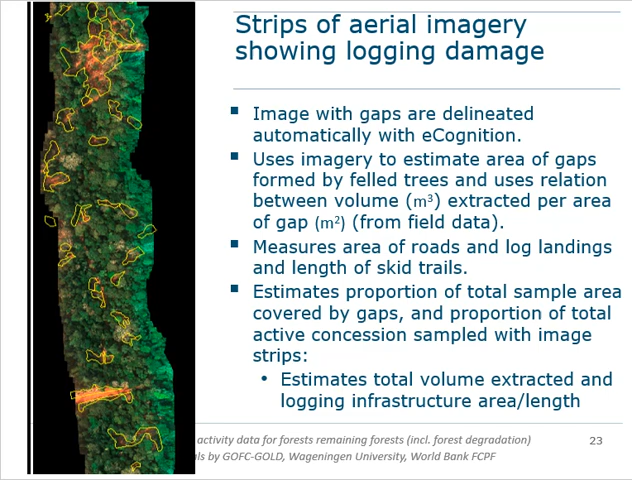 Strips of aerial imagery
showing logging damage
▪ Image with gaps are delineated
automatically with eCognition.
▪ Uses imagery to estimate area of gaps
formed by felled trees and uses relation
between volume (m³) extracted per area
of gap (m²) (from field data).
▪ Measures area of roads and log landings
and length of skid trails.
▪ Estimates proportion of total sample area
covered by gaps, and proportion of total
active concession sampled with image
strips:
• Estimates total volume extracted and
logging infrastructure area/length
activity data for forests remaining forests (incl. forest degradation)
23
by GOFC-GOLD, Wageningen University, World Bank FCPF